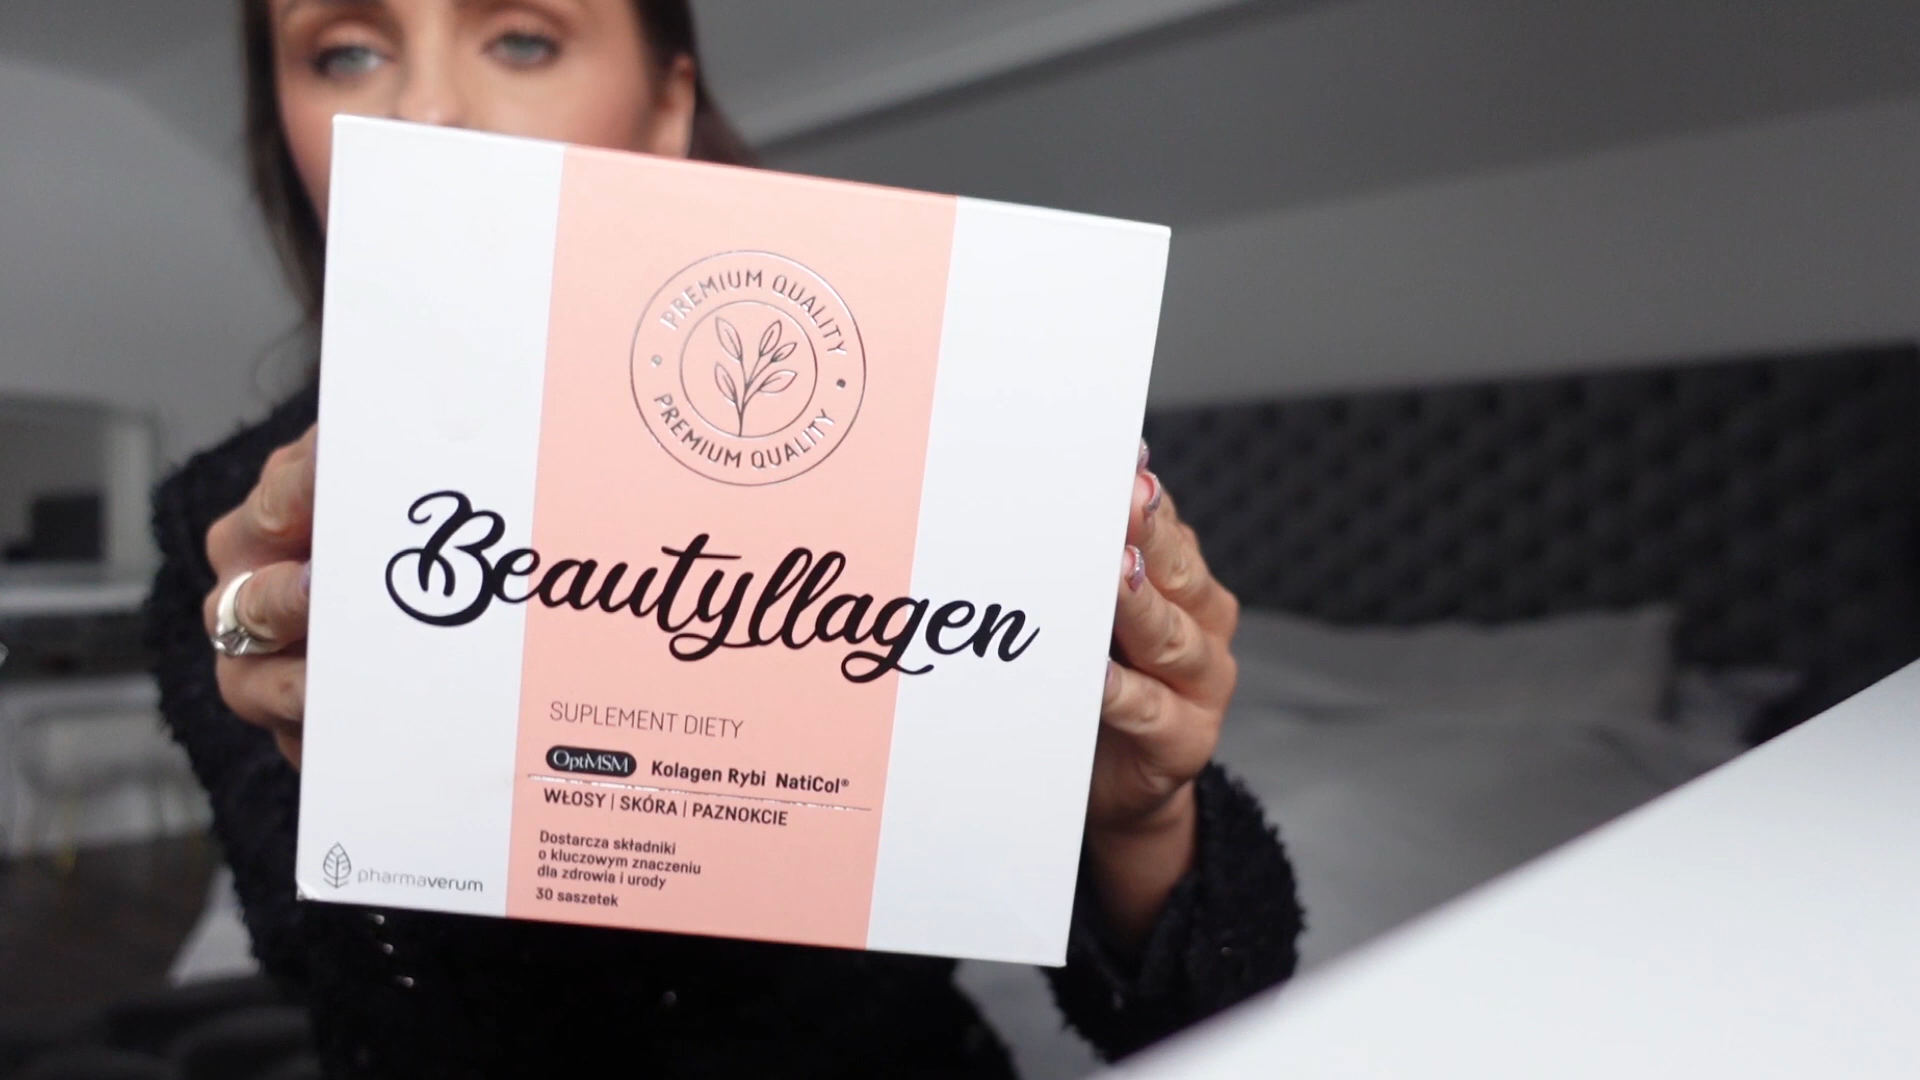 PREMIUM QUALITY
PREMIUM QUALITY
Beautyllagen
SUPLEMENT DIETY
OptiMSM Kolagen Rybi NatiCol®
WŁOSY | SKÓRA | PAZNOKCIE
Dostarcza składniki
o kluczowym znaczeniu
dla zdrowia i urody
30 saszetek
pharmaverum